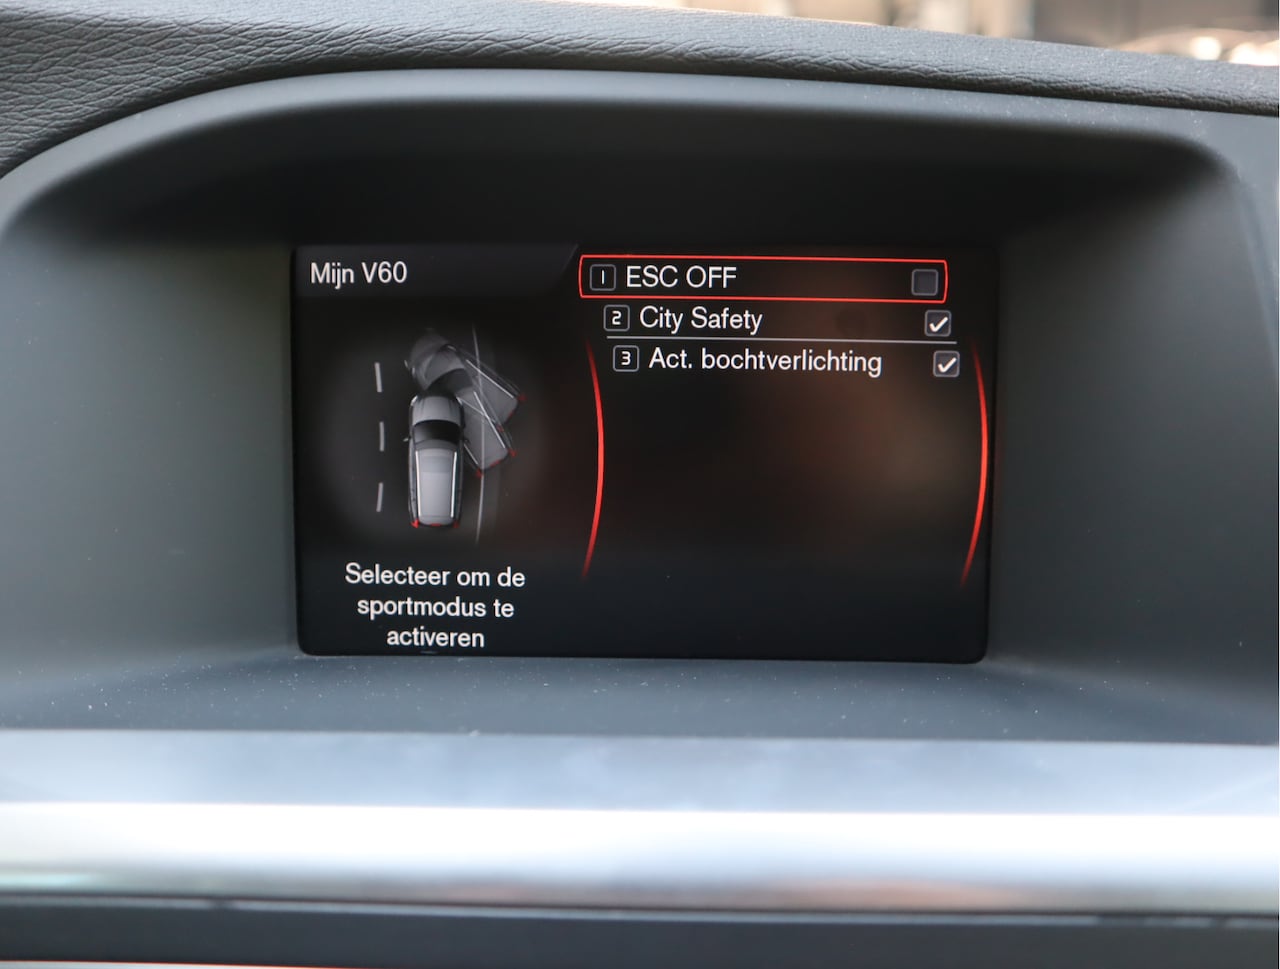 Mijn V60
1 ESC OFF
2 City Safety
3 Act. bochtverlichting
Selecteer om de
sportmodus te
activeren